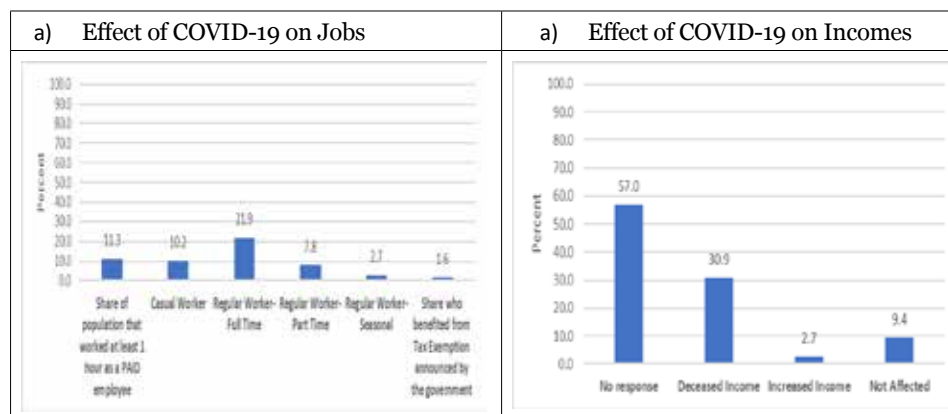 a) Effect of COVID-19 on Jobs
100.0
90.0
80.0
70.0
60.0
50.0
40.0
30.0
20.0
10.0
0.0
Percent
11.3
10.2
21.9
7.8
2.7
1.6
Share of
population that
worked at least 1
hour as a PAID
employee
Casual Worker
Regular Worker-
Full Time
Regular Worker-
Part Time
Regular Worker-
Seasonal
Share who
benefited from
Tax Exemption
announced by
the government
a) Effect of COVID-19 on Incomes
100.0
90.0
80.0
70.0
60.0
50.0
40.0
30.0
20.0
10.0
0.0
Percent
57.0
30.9
2.7
9.4
No response
Deceased Income
Increased Income
Not Affected